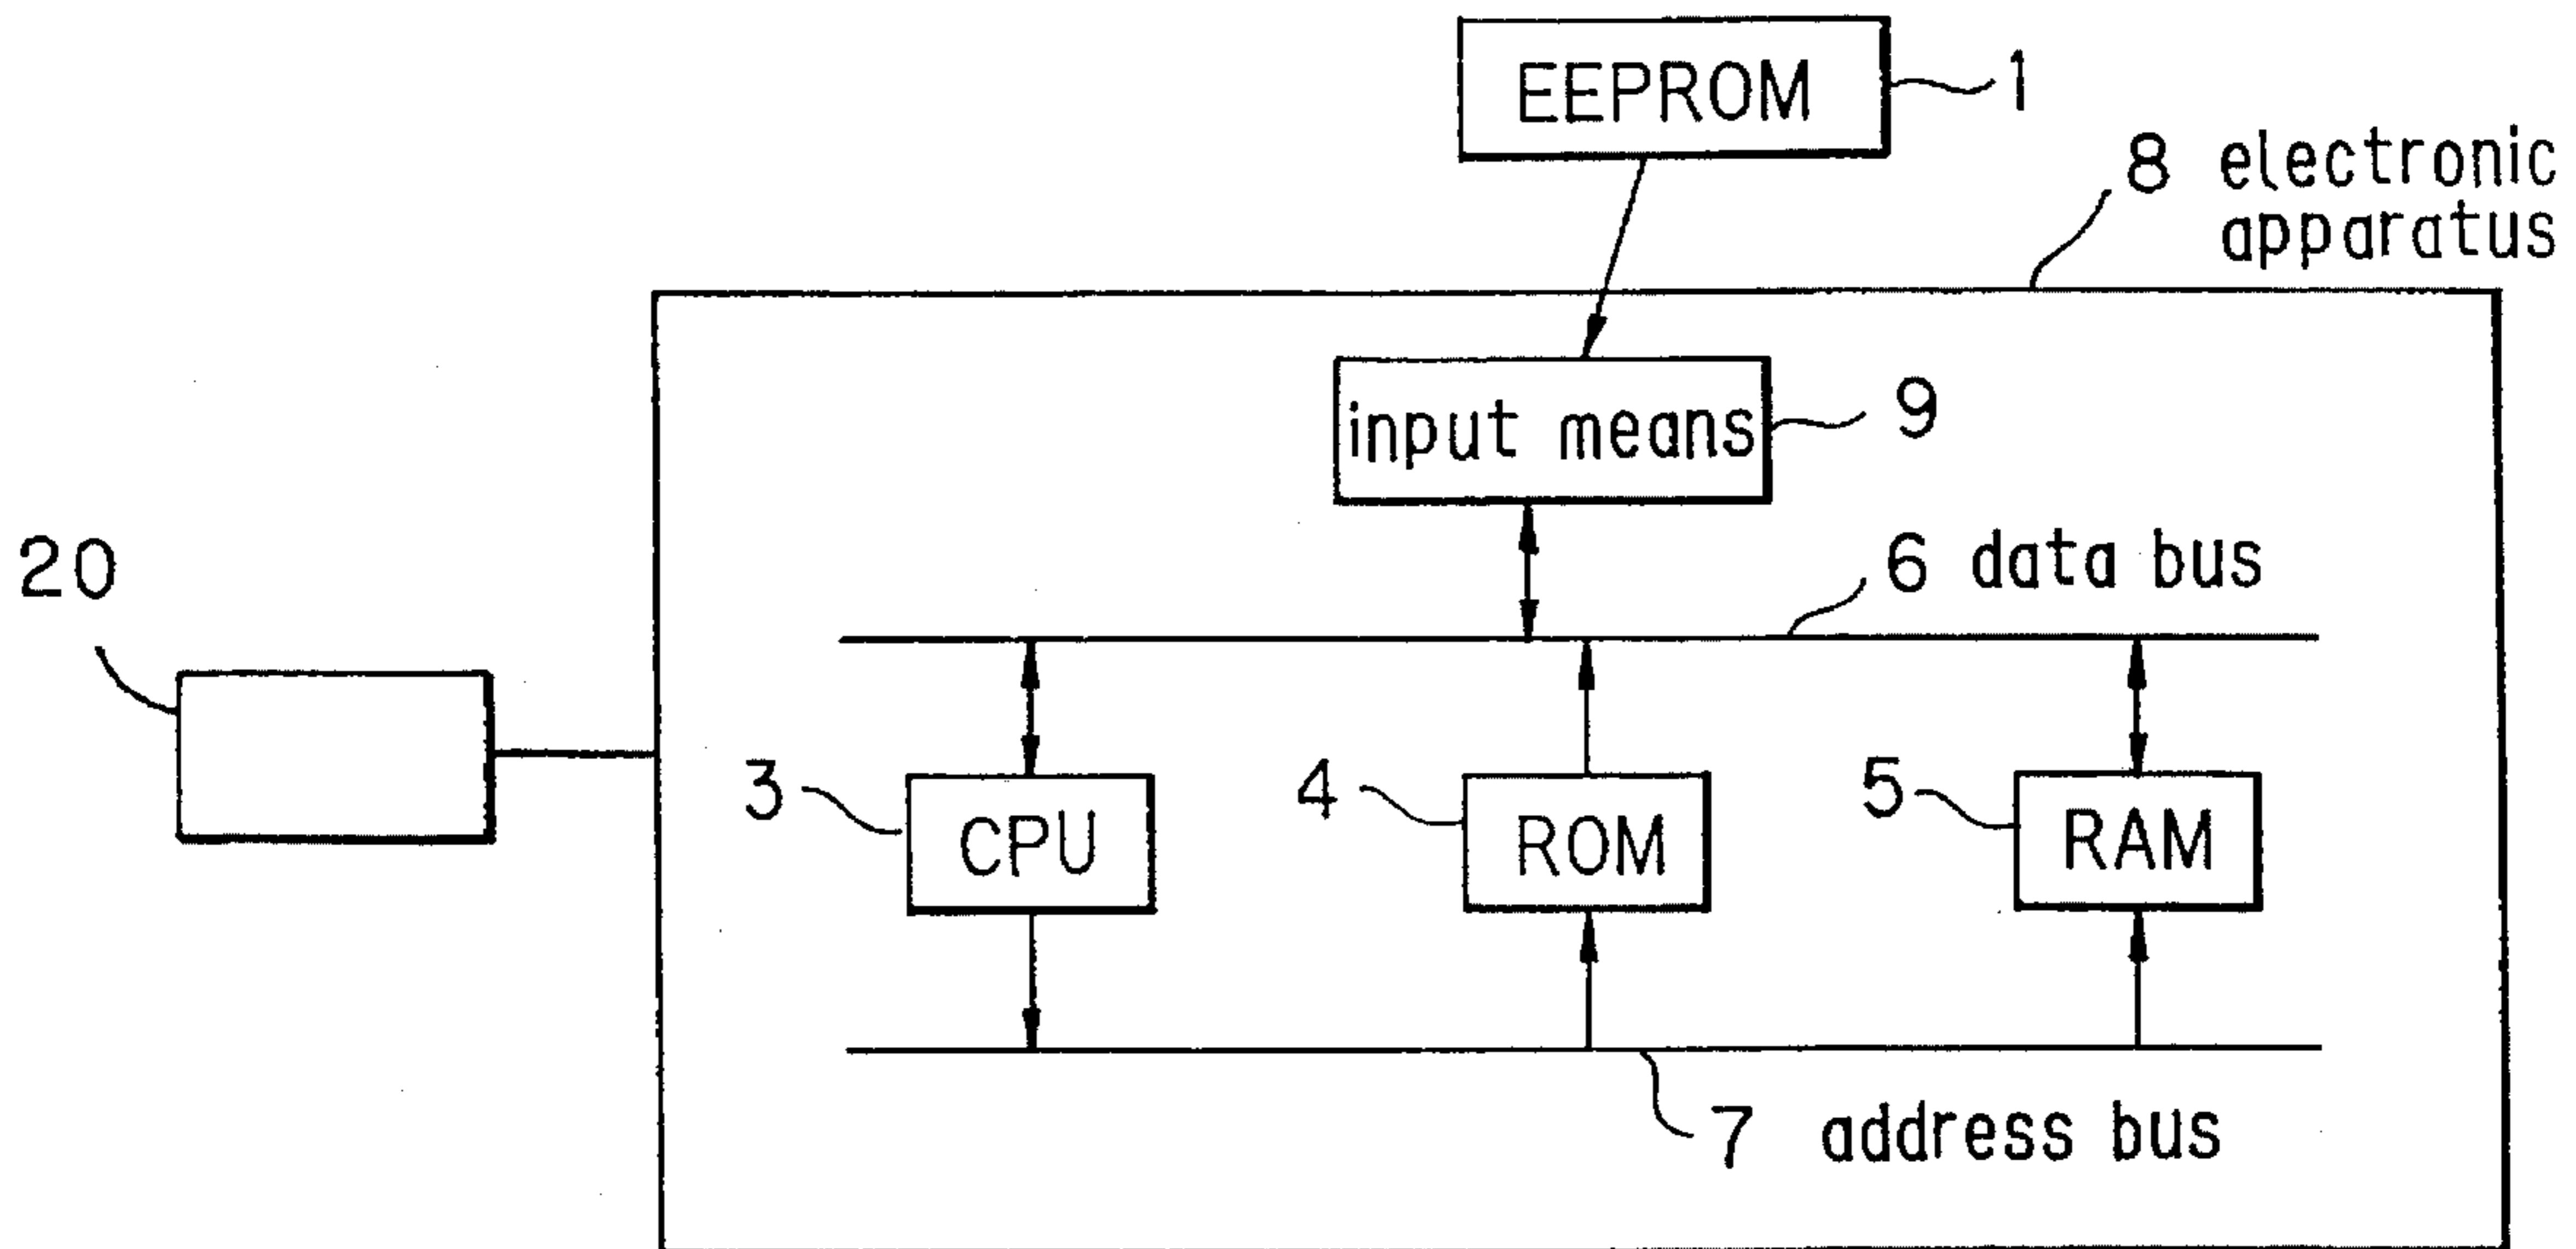 EEPROM 1
8 electronic
apparatus
input means 9
20
6 data bus
3 CPU
4 ROM
5 RAM
7 address bus